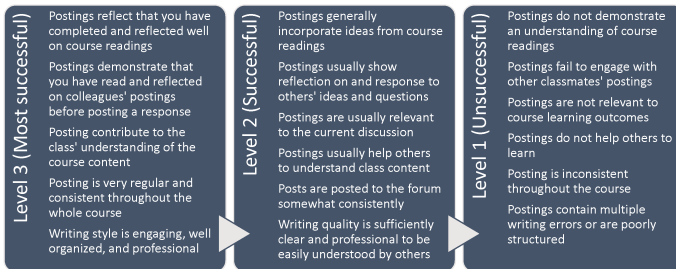 Level 3 (Most successful)
Postings reflect that you have
completed and reflected well
on course readings
Postings demonstrate that
you have read and reflected
on colleagues' postings
before posting a response
Posting contribute to the
class' understanding of the
course content
Posting is very regular and
consistent throughout the
whole course
Writing style is engaging, well
organized, and professional
Level 2 (Successful)
Postings generally
incorporate ideas from course
readings
Postings usually show
reflection on and response to
others' ideas and questions
Postings are usually relevant
to the current discussion
Postings usually help others
to understand class content
Posts are posted to the forum
somewhat consistently
Writing quality is sufficiently
clear and professional to be
easily understood by others
Level 1 (Unsuccessful)
Postings do not demonstrate
an understanding of course
readings
Postings fail to engage with
other classmates' postings
Postings are not relevant to
course learning outcomes
Postings do not help others to
learn
Posting is inconsistent
throughout the course
Postings contain multiple
writing errors or are poorly
structured